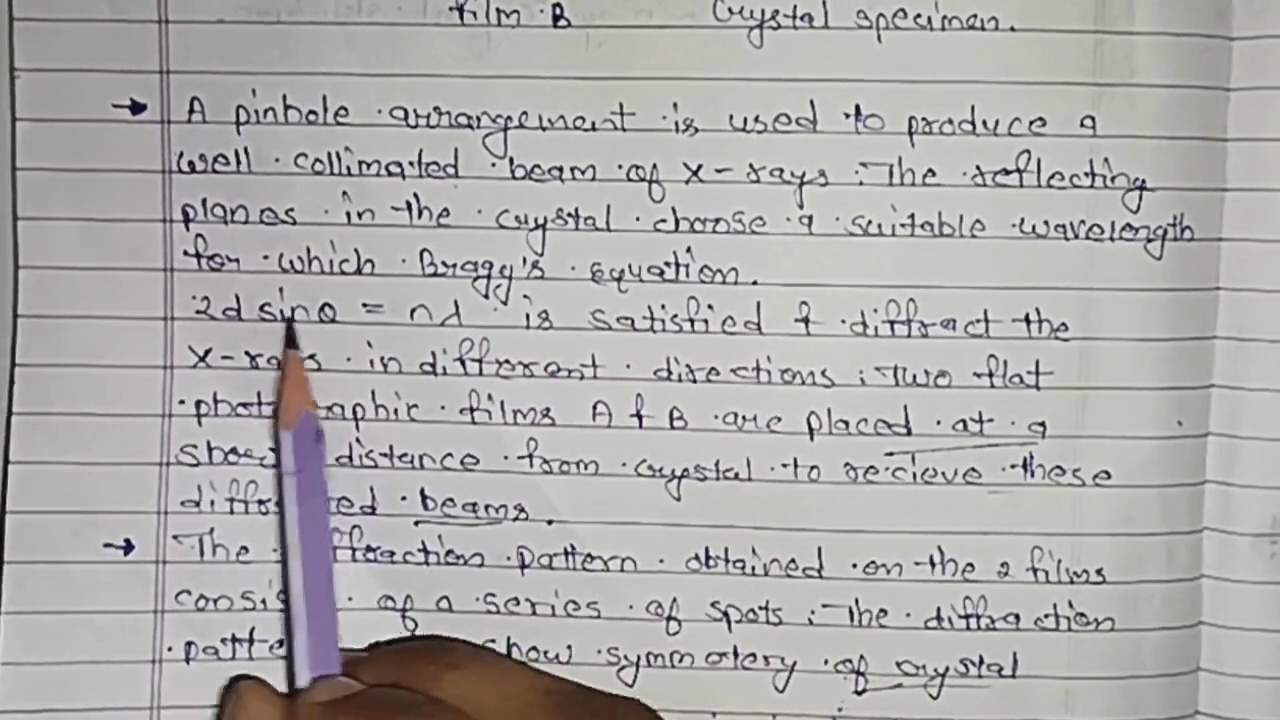 film B Crystal specimen.
→ A pinhole arrangement is used to produce a
well collimated beam of x-rays. The reflecting
planes in the crystal choose a suitable wavelength
for which Bragg's equation.
2d sinθ = nλ is satisfied & diffract the
x-rays in different directions. Two flat
films A & B are placed at a
distance from crystal to recieve these
beams.
→ The pattern obtained on the 2 films
of a series of spots. The diffraction
show symmetery of crystal